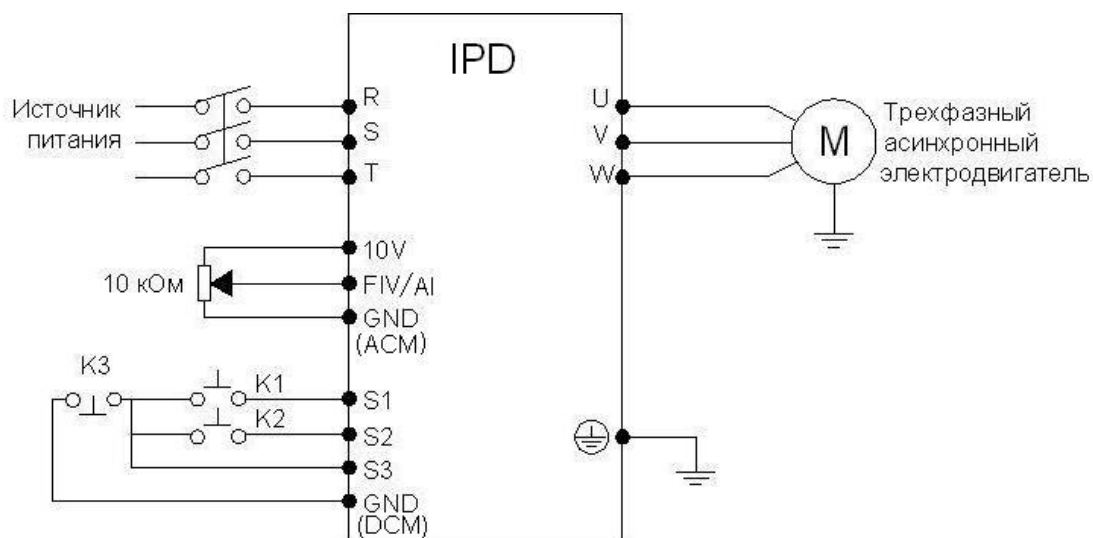 IPD
Источник
питания
R
S
T
U
V
W
M
Трехфазный
асинхронный
электродвигатель
10V
10 кОм
FIV/AI
GND
(ACM)
K3
K1
K2
S1
S2
S3
GND
(DCM)